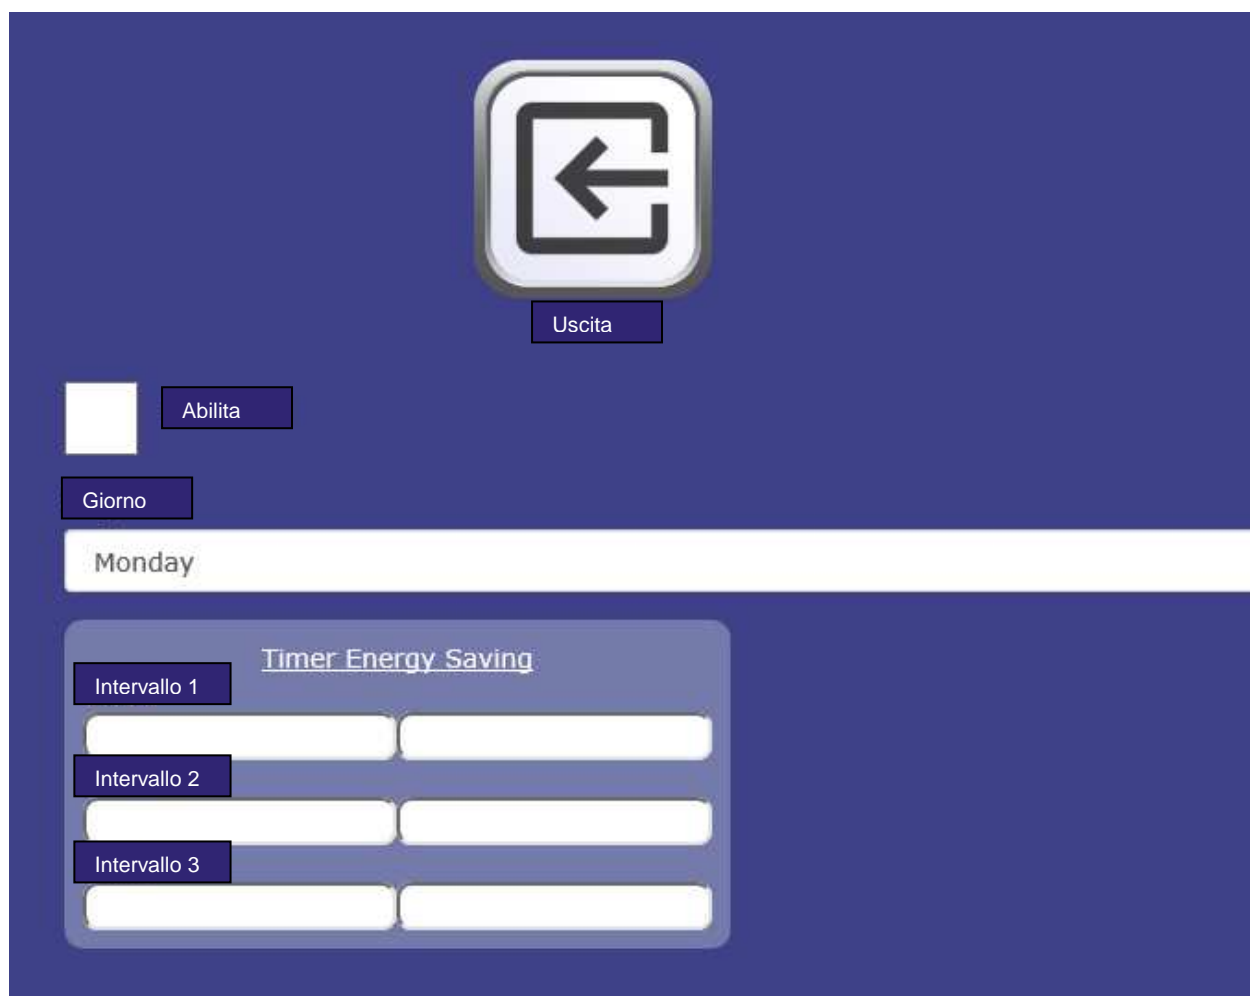 Uscita
Abilita
Giorno
Monday
Timer Energy Saving
Intervallo 1
Intervallo 2
Intervallo 3